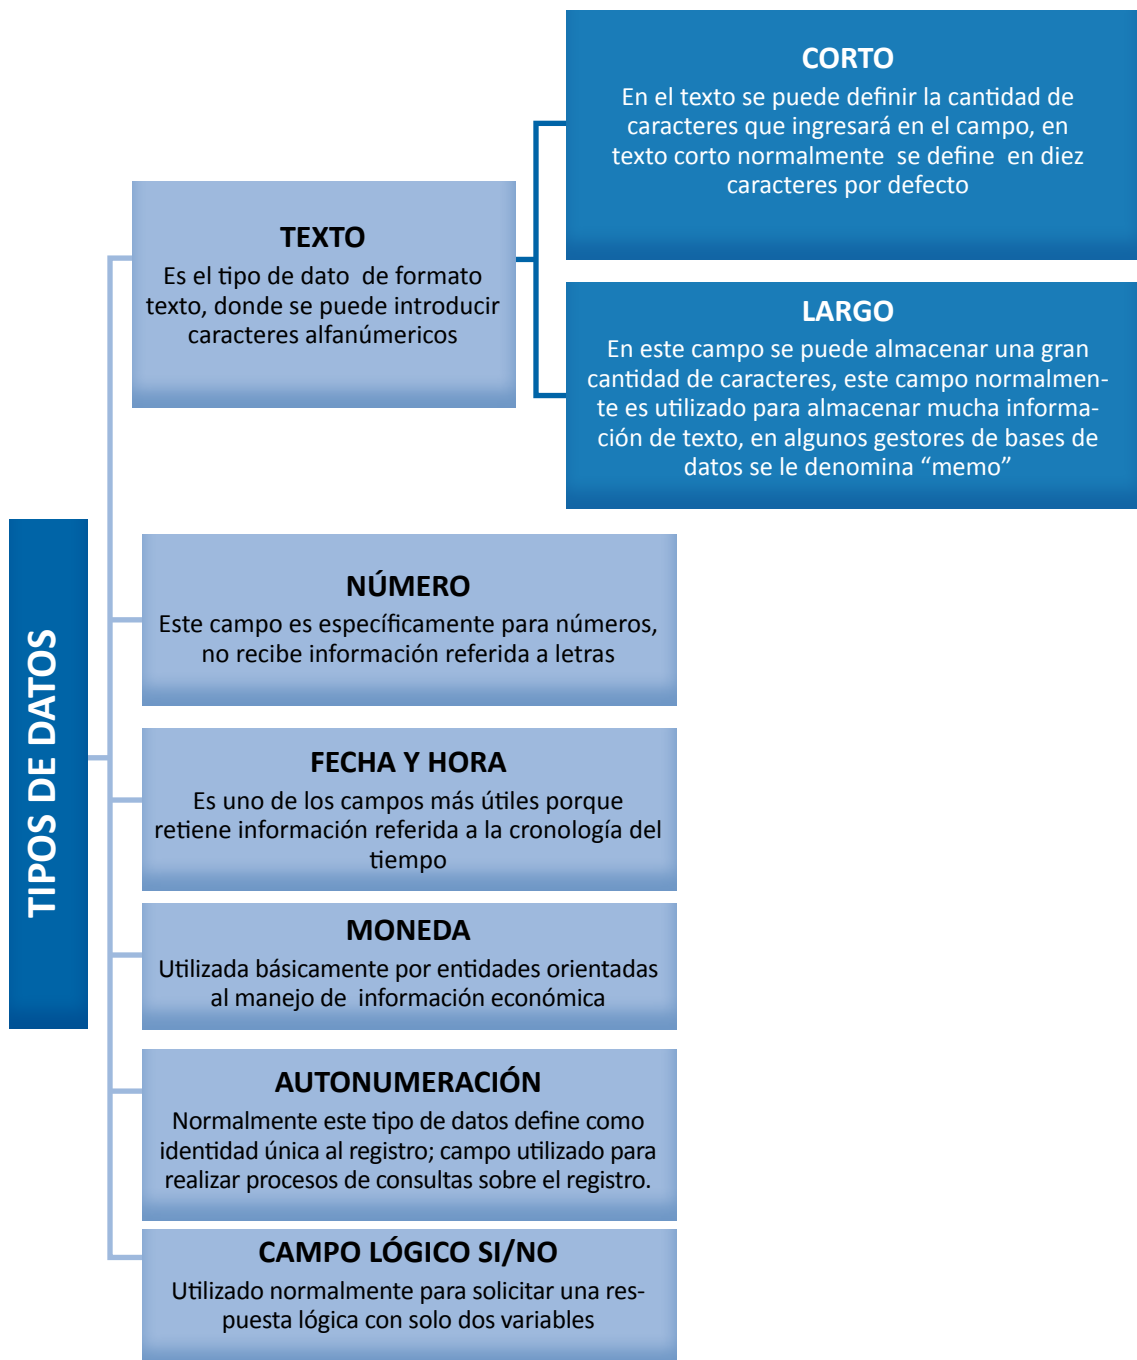 TIPOS DE DATOS
TEXTO
Es el tipo de dato  de formato
texto, donde se puede introducir
caracteres alfanúmericos
CORTO
En el texto se puede definir la cantidad de
caracteres que ingresará en el campo, en
texto corto normalmente  se define  en diez
caracteres por defecto
LARGO
En este campo se puede almacenar una gran
cantidad de caracteres, este campo normalmen-
te es utilizado para almacenar mucha informa-
ción de texto, en algunos gestores de bases de
datos se le denomina “memo”
NÚMERO
Este campo es específicamente para números,
no recibe información referida a letras
FECHA Y HORA
Es uno de los campos más útiles porque
retiene información referida a la cronología del
tiempo
MONEDA
Utilizada básicamente por entidades orientadas
al manejo de  información económica
AUTONUMERACIÓN
Normalmente este tipo de datos define como
identidad única al registro; campo utilizado para
realizar procesos de consultas sobre el registro.
CAMPO LÓGICO SI/NO
Utilizado normalmente para solicitar una res-
puesta lógica con solo dos variables